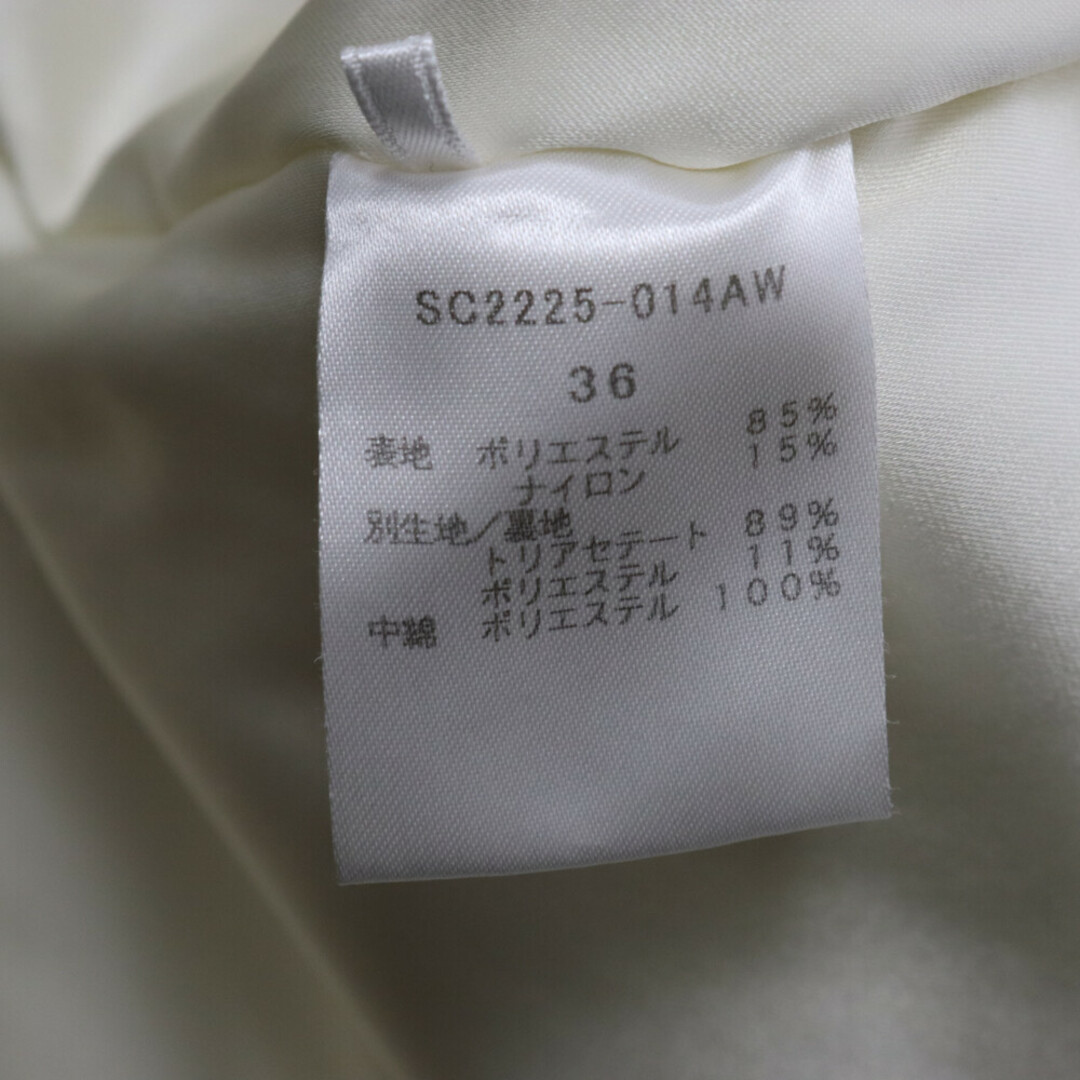 SC2225-014AW
36
表地 ポリエステル 85%
ナイロン 15%
別生地/裏地
トリアセテート 89%
ポリエステル 11%
中綿 ポリエステル 100%